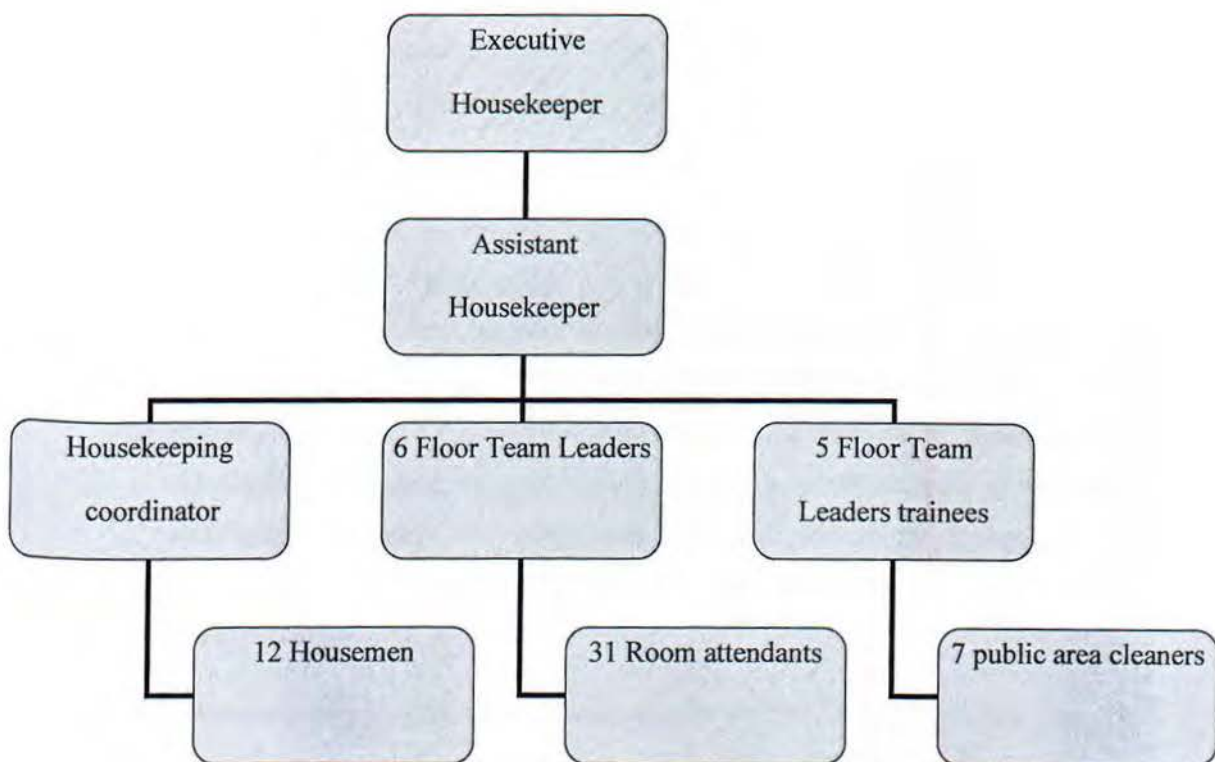 Executive
Housekeeper
Assistant
Housekeeper
Housekeeping
coordinator
6 Floor Team Leaders
5 Floor Team
Leaders trainees
12 Housemen
31 Room attendants
7 public area cleaners